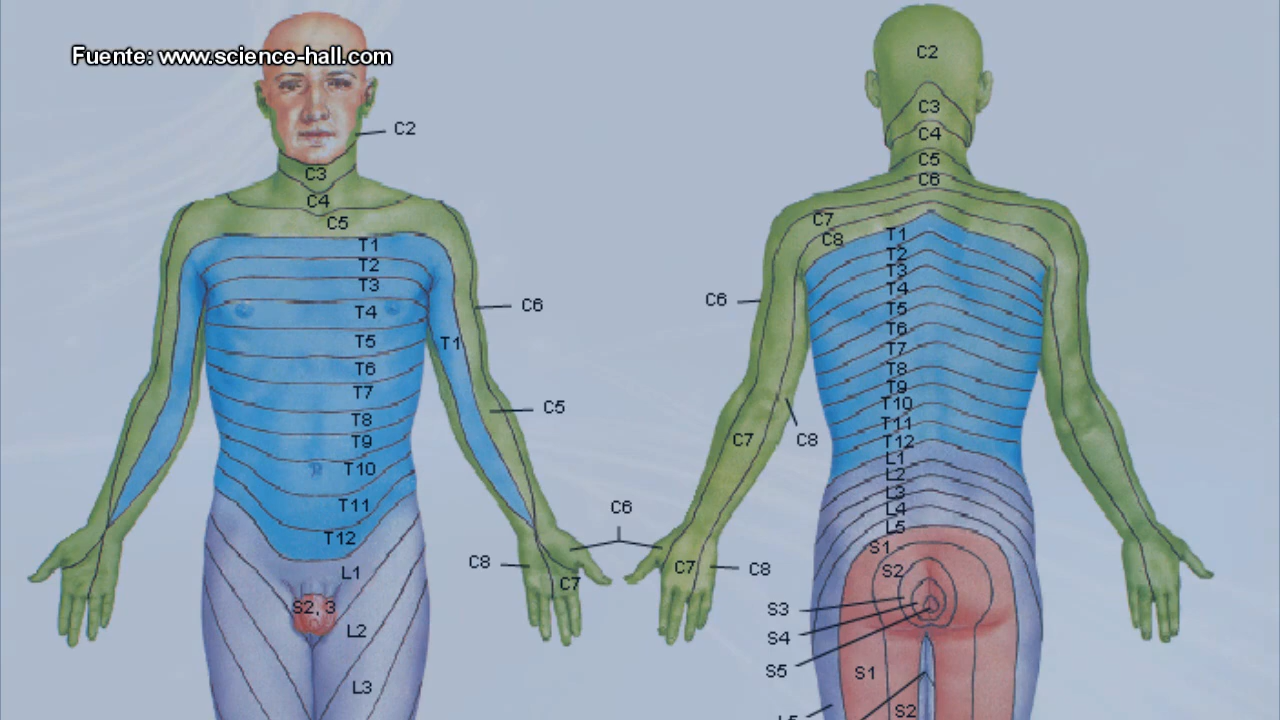 Fuente: www.science-hall.com
C2
C3
C4
C5
T1
T2
T3
T4
T5
T6
T7
T8
T9
T10
T11
T12
L1
S2, 3
L2
L3
T1
C6
C5
C6
C8
C7
C2
C3
C4
C5
C6
C7
C8
T1
T2
T3
T4
T5
T6
T7
T8
T9
T10
T11
T12
L1
L2
L3
L4
L5
S1
S2
S3
S4
S5
S1
S2
L5
C6
C7
C8
C7
C8